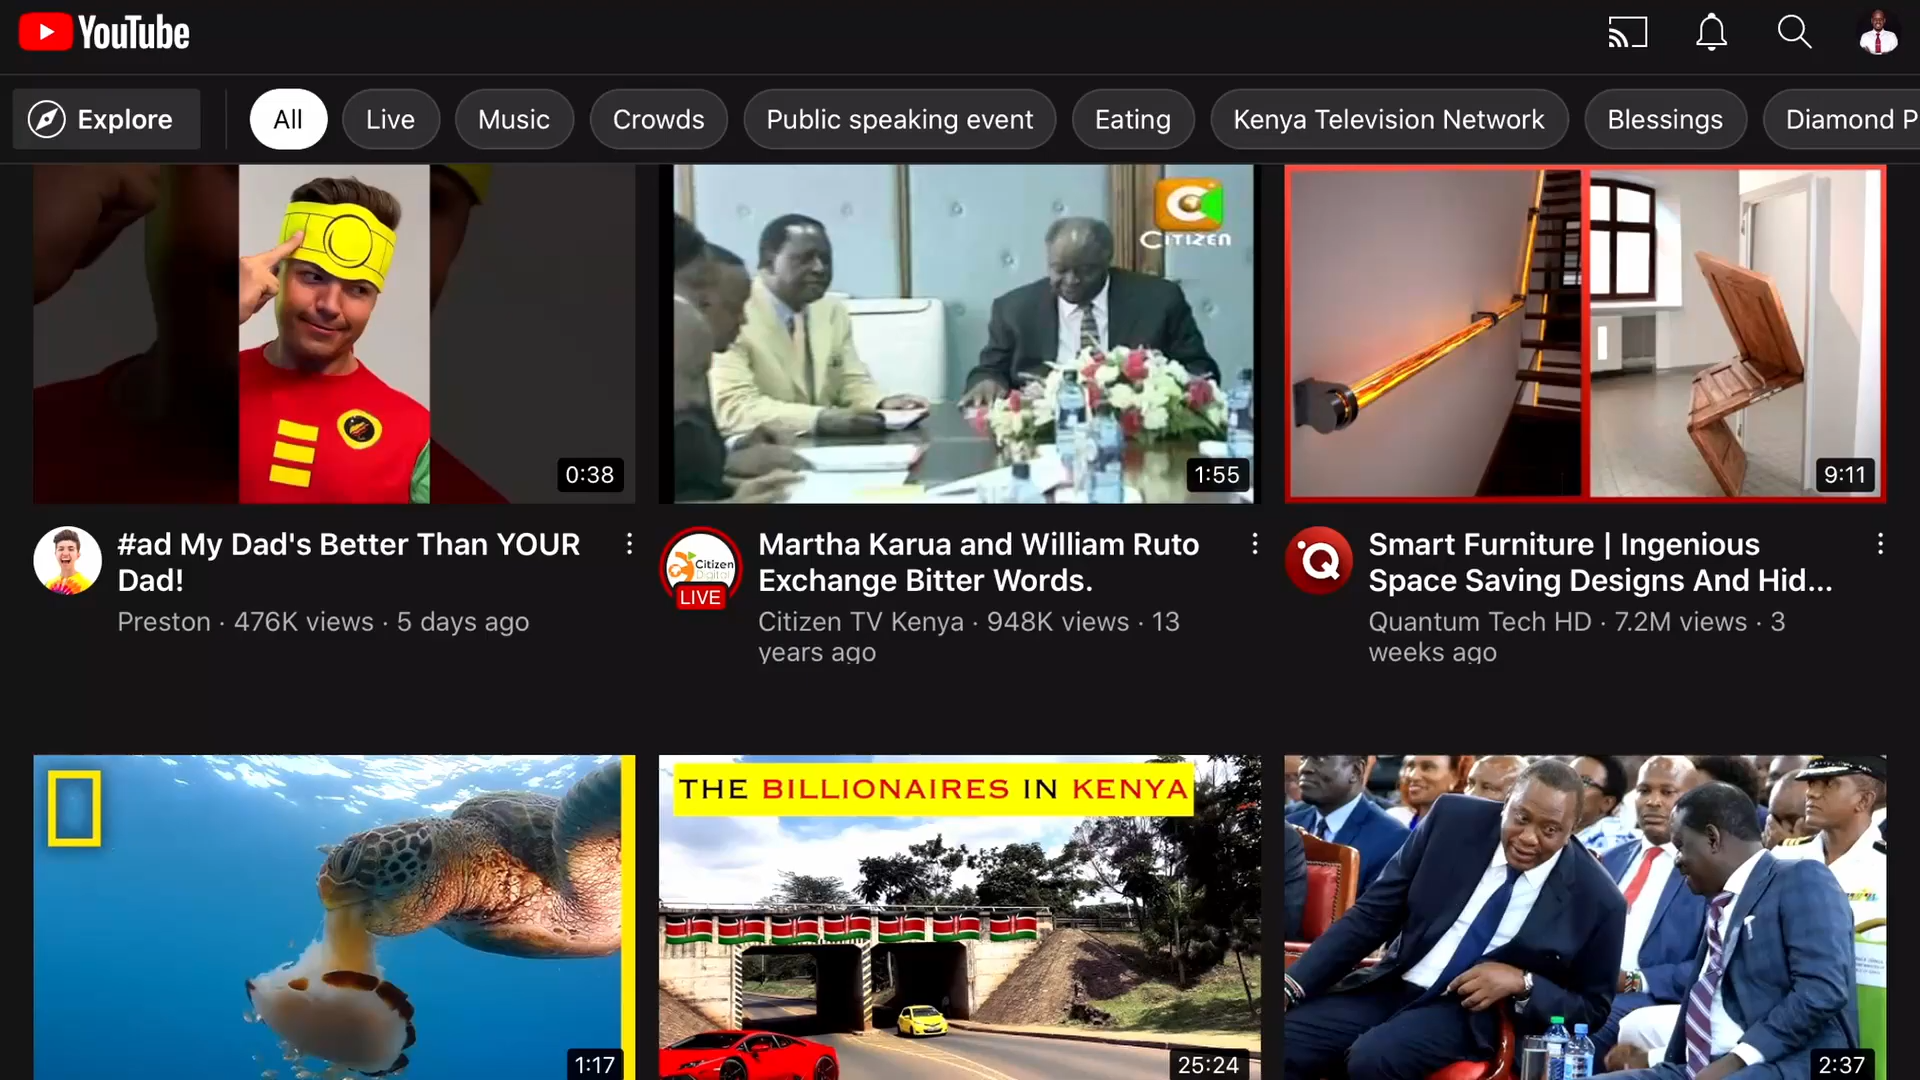 YouTube
Explore
All
Live
Music
Crowds
Public speaking event
Eating
Kenya Television Network
Blessings
Diamond P
CITIZEN
0:38
1:55
9:11
#ad My Dad's Better Than YOUR
Dad!
Preston · 476K views · 5 days ago
Citizen
Digital
LIVE
Martha Karua and William Ruto
Exchange Bitter Words.
Citizen TV Kenya · 948K views · 13
years ago
Q
Smart Furniture | Ingenious
Space Saving Designs And Hid...
Quantum Tech HD · 7.2M views · 3
weeks ago
THE BILLIONAIRES IN KENYA
1:17
25:24
2:37